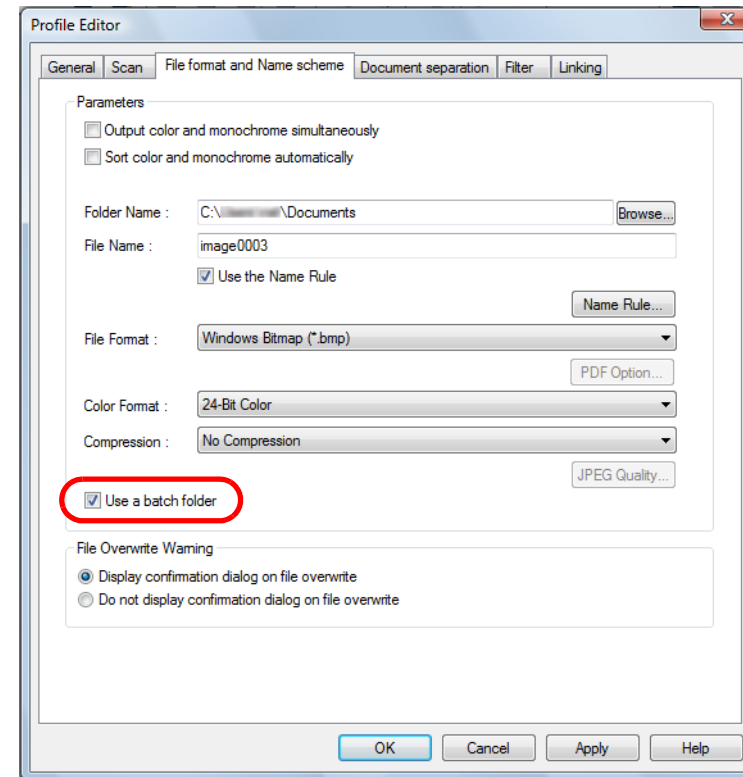 Profile Editor
General Scan File format and Name scheme Document separation Filter Linking
Parameters
Output color and monochrome simultaneously
Sort color and monochrome automatically
Folder Name : C:\ \Documents Browse...
File Name : image0003
Use the Name Rule
Name Rule...
File Format : Windows Bitmap (*.bmp)
PDF Option...
Color Format : 24-Bit Color
Compression : No Compression
JPEG Quality...
Use a batch folder
File Overwrite Warning
Display confirmation dialog on file overwrite
Do not display confirmation dialog on file overwrite
OK Cancel Apply Help